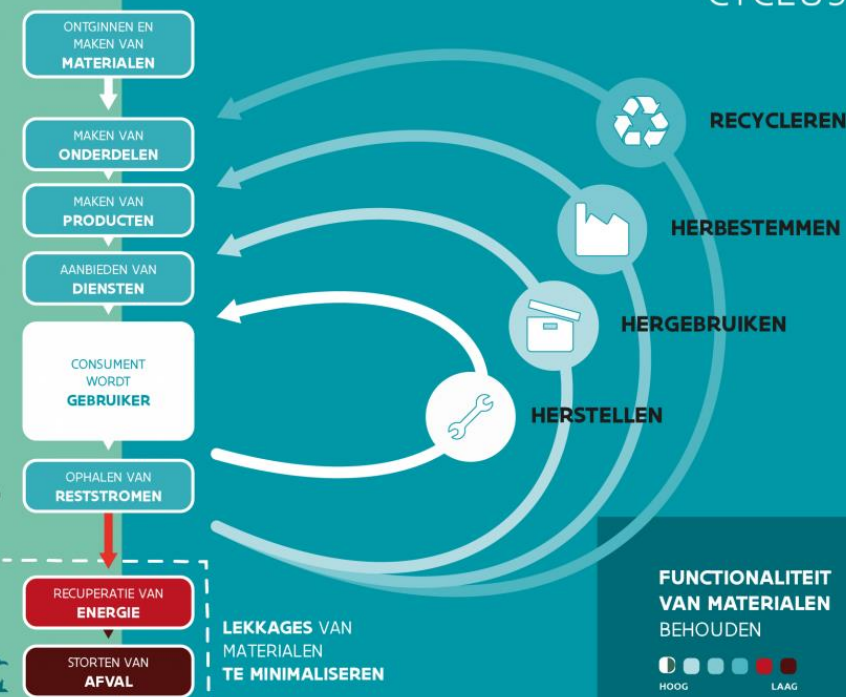 CYCLUS
ONTGINNEN EN
MAKEN VAN
MATERIALEN
MAKEN VAN
ONDERDELEN
MAKEN VAN
PRODUCTEN
AANBIEDEN VAN
DIENSTEN
CONSUMENT
WORDT
GEBRUIKER
OPHALEN VAN
RESTSTROMEN
RECUPERATIE VAN
ENERGIE
STORTEN VAN
AFVAL
RECYCLEREN
HERBESTEMMEN
HERGEBRUIKEN
HERSTELLEN
LEKKAGES VAN
MATERIALEN
TE MINIMALISEREN
FUNCTIONALITEIT
VAN MATERIALEN
BEHOUDEN
HOOG LAAG